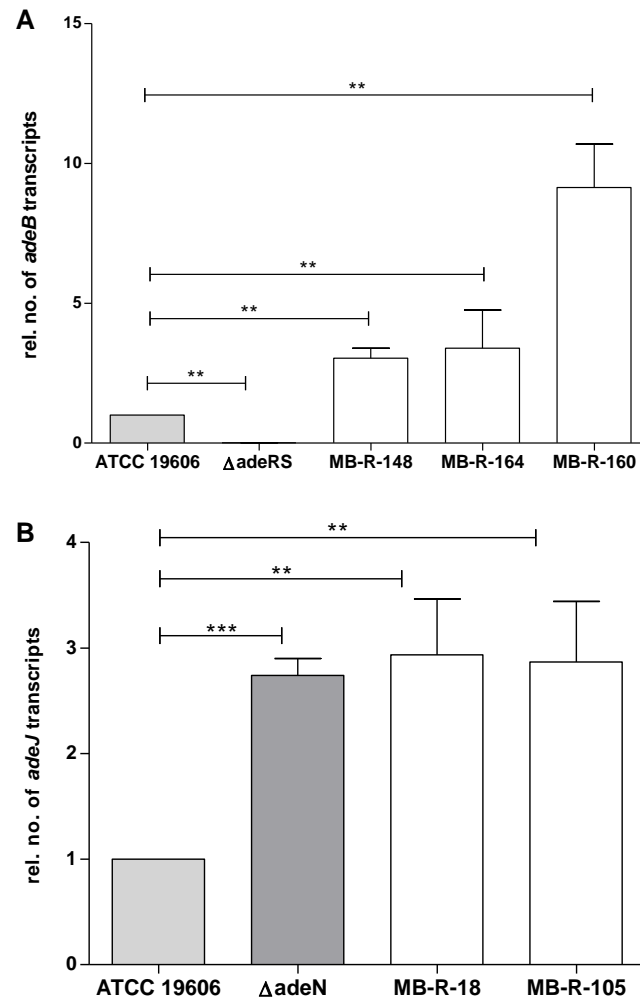 A
rel. no. of adeB transcripts
15
10
5
0
**
**
**
**
ATCC 19606 ΔadeRS MB-R-148 MB-R-164 MB-R-160
B
rel. no. of adeJ transcripts
4
3
2
1
0
**
**
***
ATCC 19606 ΔadeN MB-R-18 MB-R-105